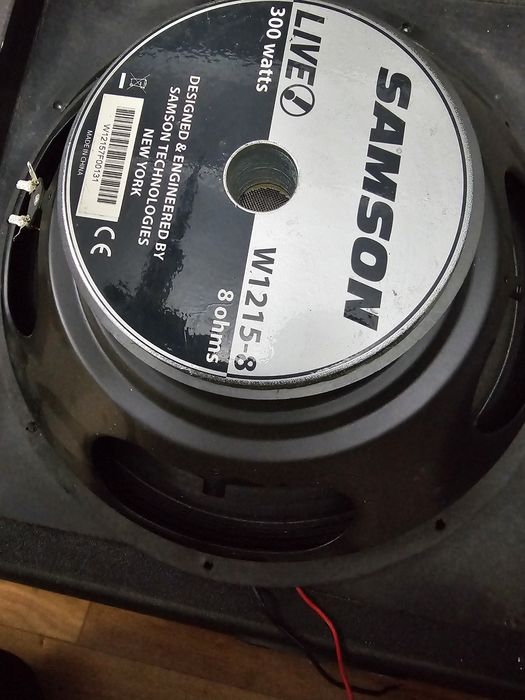 SAMSON
LIVE!
300 watts
W1215-8
8 ohms
DESIGNED & ENGINEERED BY
SAMSON TECHNOLOGIES
NEW YORK
W12157F00131
MADE IN CHINA
CE